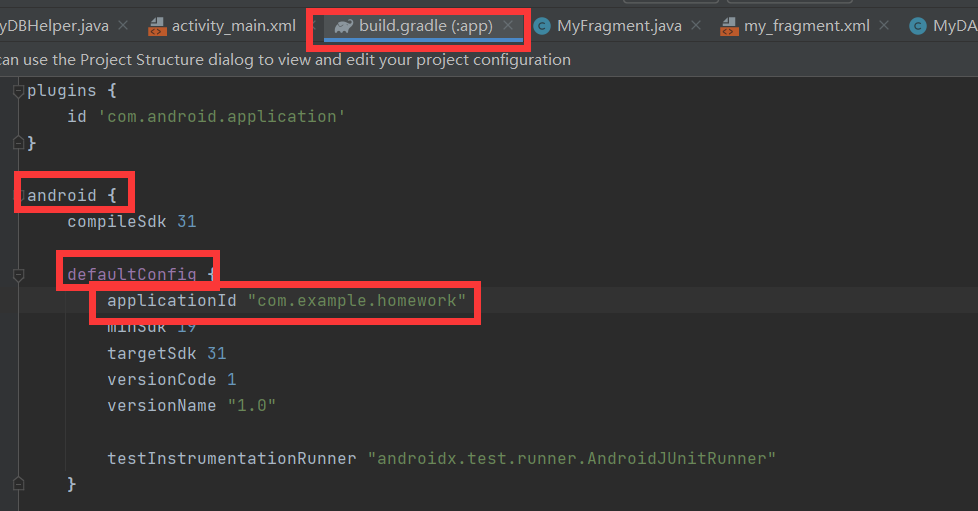 yDBHelper.java activity_main.xml build.gradle (:app) MyFragment.java my_fragment.xml MyDA
can use the Project Structure dialog to view and edit your project configuration
plugins {
id 'com.android.application'
}
android {
compileSdk 31
defaultConfig {
applicationId "com.example.homework"
minSdk 19
targetSdk 31
versionCode 1
versionName "1.0"
testInstrumentationRunner "androidx.test.runner.AndroidJUnitRunner"
}